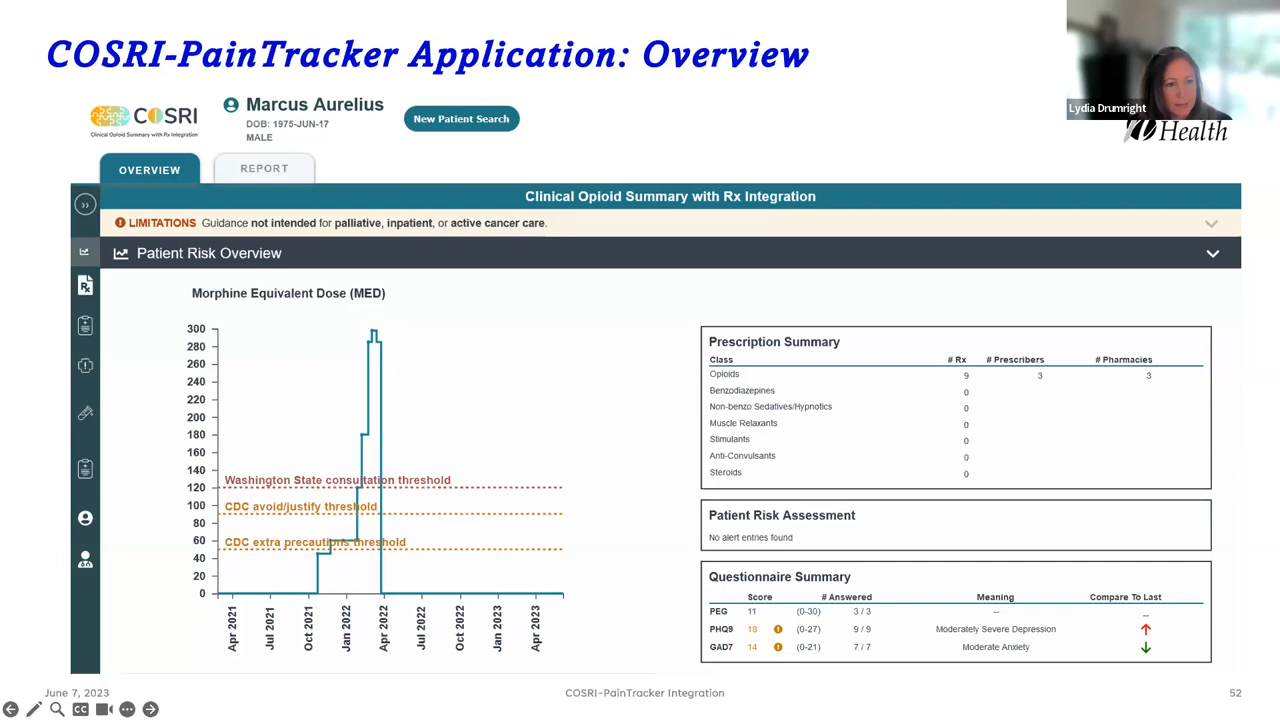 COSRI-PainTracker Application: Overview
Lydia Drumright
Health
COSRI
Clinical Opioid Summary with Rx Integration
Marcus Aurelius
DOB: 1975-JUN-17
MALE
New Patient Search
OVERVIEW
REPORT
Clinical Opioid Summary with Rx Integration
LIMITATIONS Guidance not intended for palliative, inpatient, or active cancer care.
Patient Risk Overview
Morphine Equivalent Dose (MED)
300
280
260
240
220
200
180
160
140
120
100
80
60
40
20
0
Washington State consultation threshold
CDC avoid/justify threshold
CDC extra precautions threshold
Apr 2021
Jul 2021
Oct 2021
Jan 2022
Apr 2022
Jul 2022
Oct 2022
Jan 2023
Apr 2023
Prescription Summary
Class # Rx # Prescribers # Pharmacies
Opioids 9 3 3
Benzodiazepines 0
Non-benzo Sedatives/Hypnotics 0
Muscle Relaxants 0
Stimulants 0
Anti-Convulsants 0
Steroids 0
Patient Risk Assessment
No alert entries found
Questionnaire Summary
Score # Answered Meaning Compare To Last
PEG 11 (0-30) 3 / 3 -- --
PHQ9 18 (0-27) 9 / 9 Moderately Severe Depression
GAD7 14 (0-21) 7 / 7 Moderate Anxiety
June 7, 2023
COSRI-PainTracker Integration
52
CC